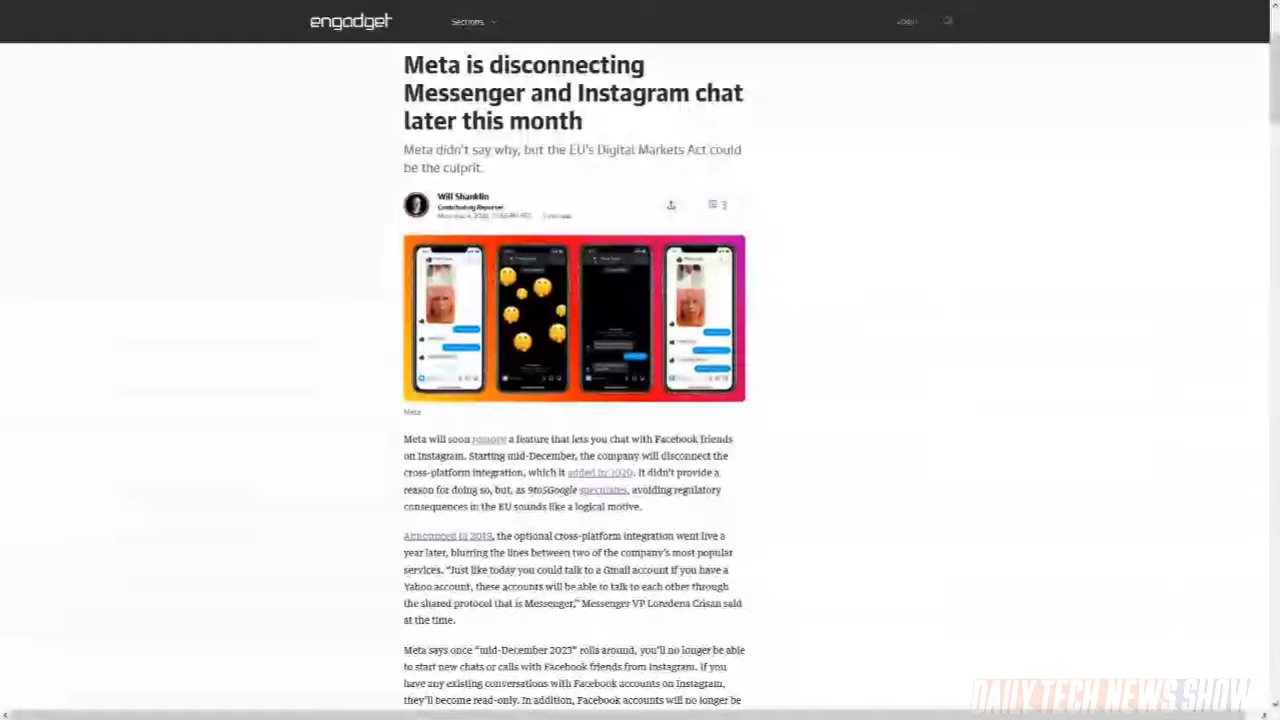 engadget
Sections
Login
Meta is disconnecting
Messenger and Instagram chat
later this month
Meta didn't say why, but the EU's Digital Markets Act could
be the culprit.
Will Shanklin
Contributing Reporter
3
Meta
Meta will soon remove a feature that lets you chat with Facebook friends
on Instagram. Starting mid-December, the company will disconnect the
cross-platform integration, which it added in 2020. It didn't provide a
reason for doing so, but, as 9to5Google speculates, avoiding regulatory
consequences in the EU sounds like a logical motive.
Announced in 2019, the optional cross-platform integration went live a
year later, blurring the lines between two of the company's most popular
services. "Just like today you could talk to a Gmail account if you have a
Yahoo account, these accounts will be able to talk to each other through
the shared protocol that is Messenger," Messenger VP Loredena Crisan said
at the time.
Meta says once "mid-December 2023" rolls around, you'll no longer be able
to start new chats or calls with Facebook friends from Instagram. If you
have any existing conversations with Facebook accounts on Instagram,
they'll become read-only. In addition, Facebook accounts will no longer be
DAILY TECH NEWS SHOW